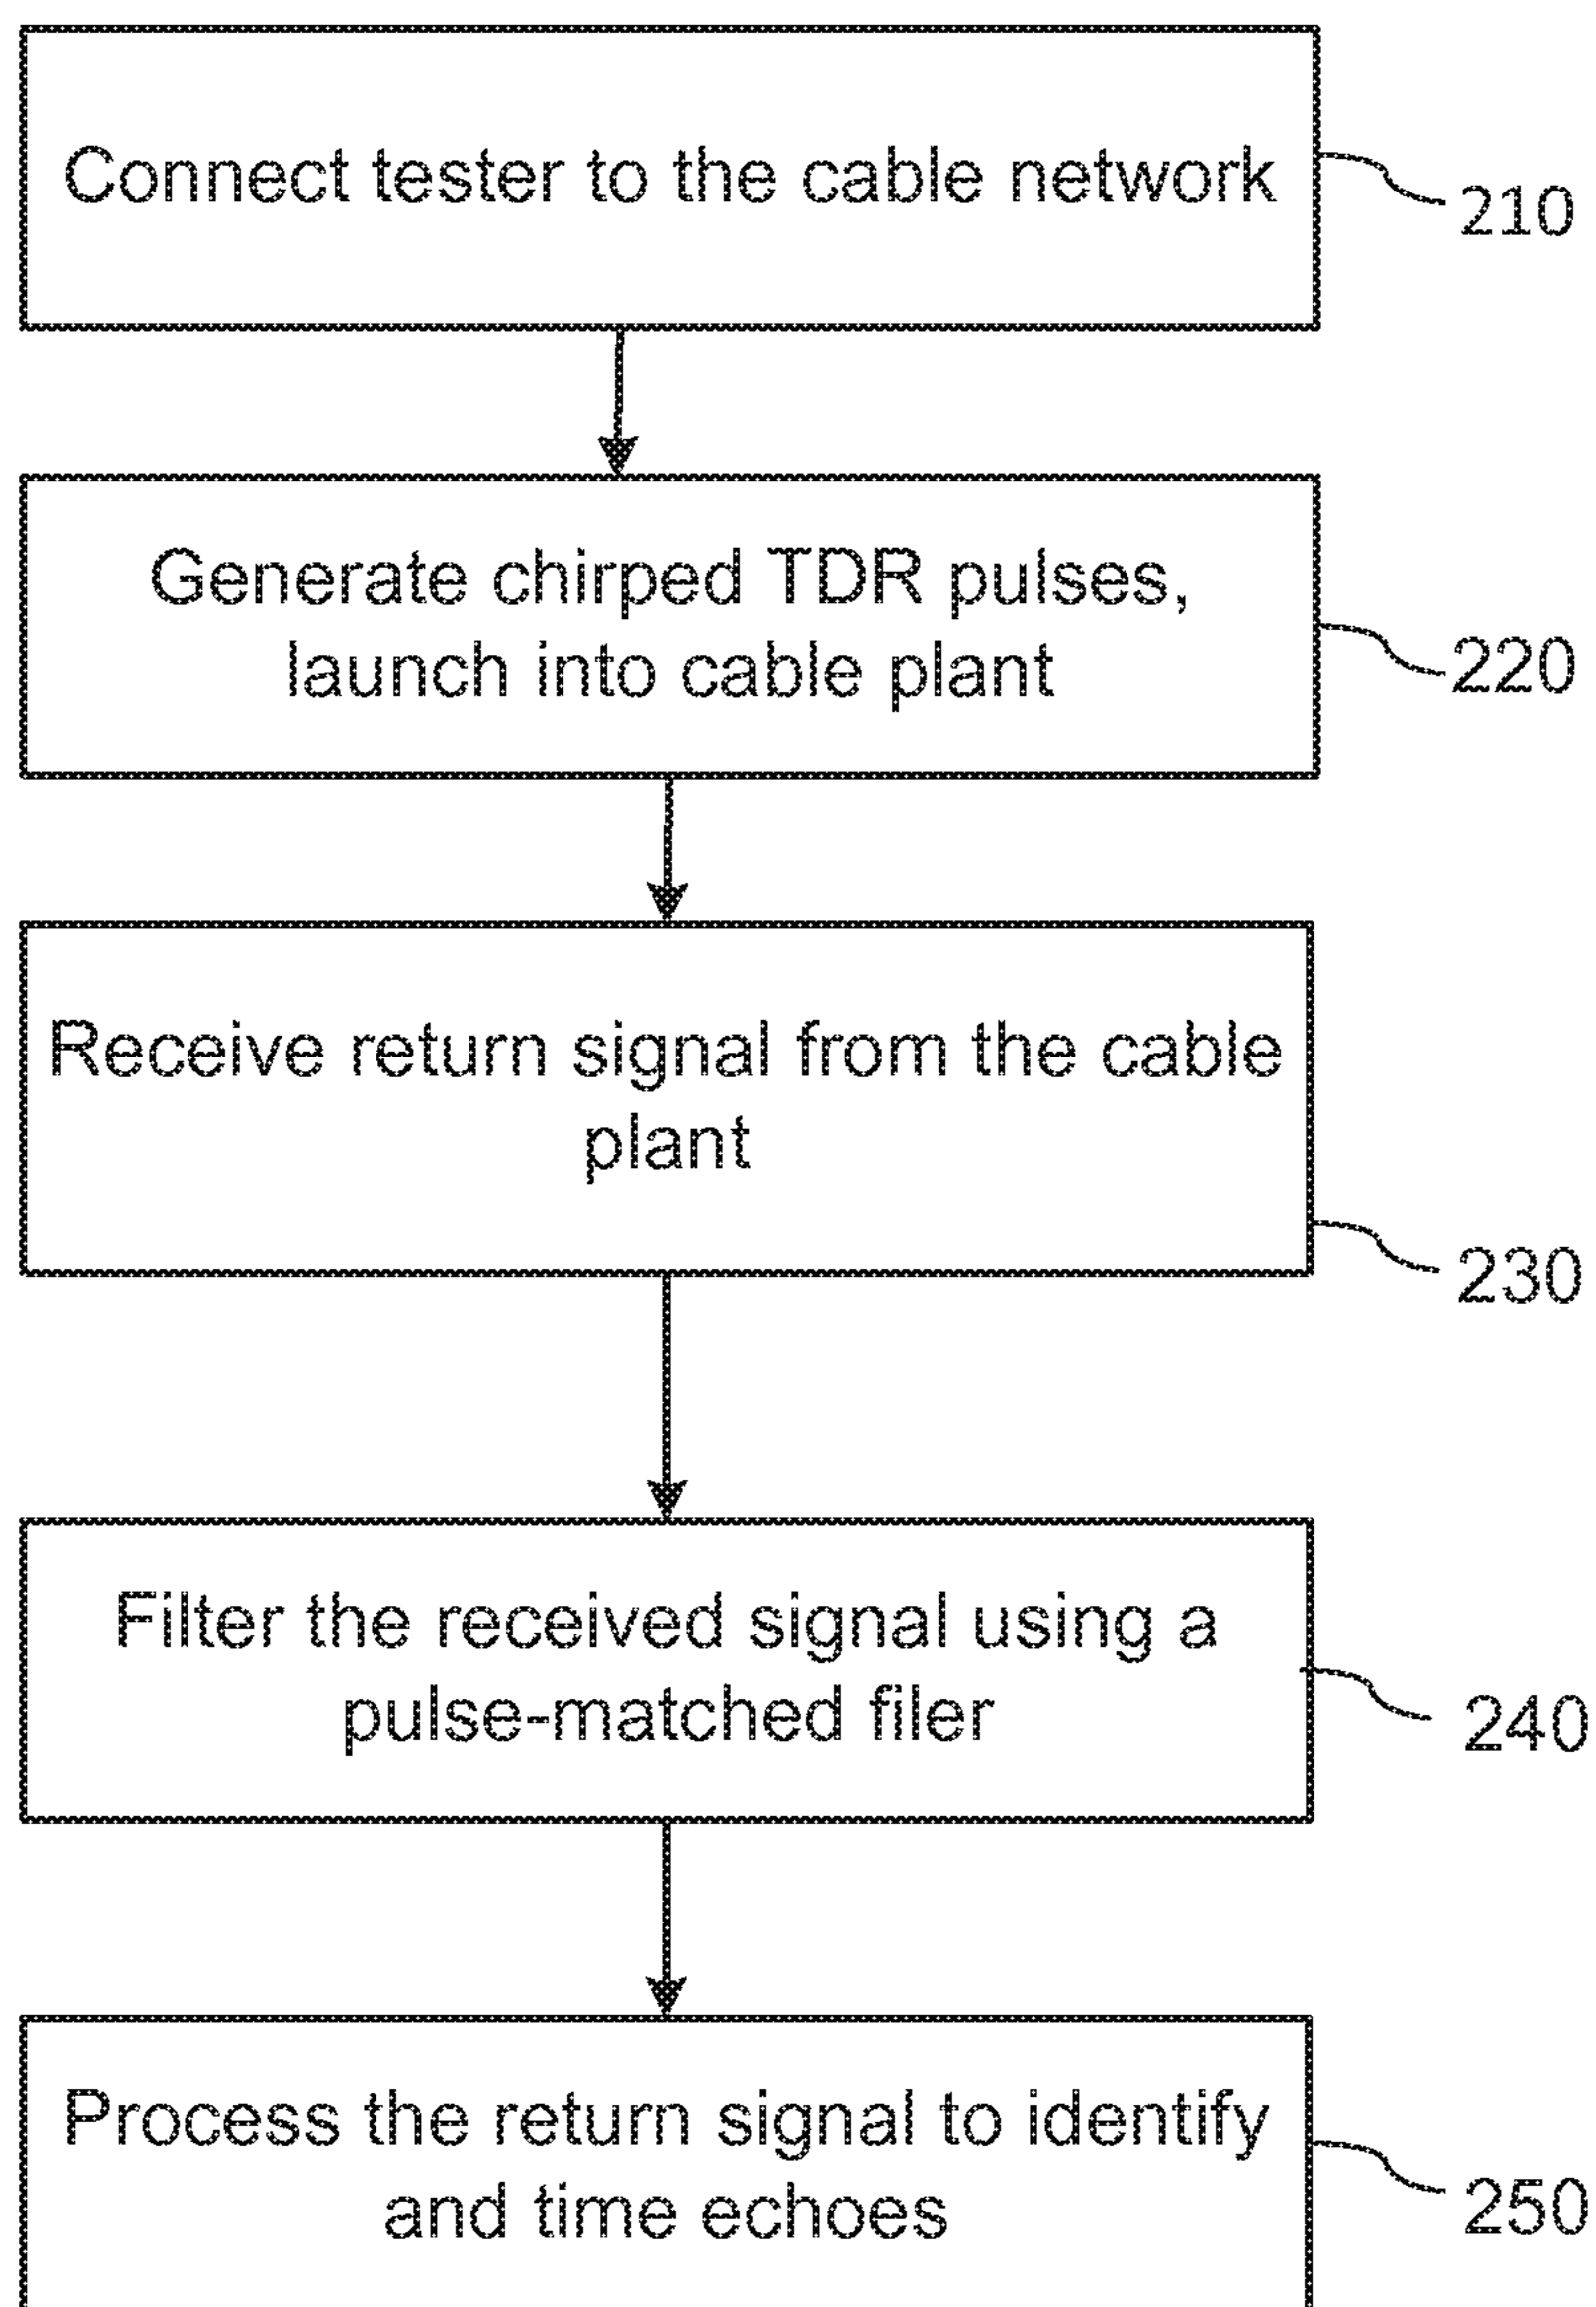 Connect tester to the cable network
210
Generate chirped TDR pulses,
launch into cable plant
220
Receive return signal from the cable
plant
230
Filter the received signal using a
pulse-matched filer
240
Process the return signal to identify
and time echoes
250